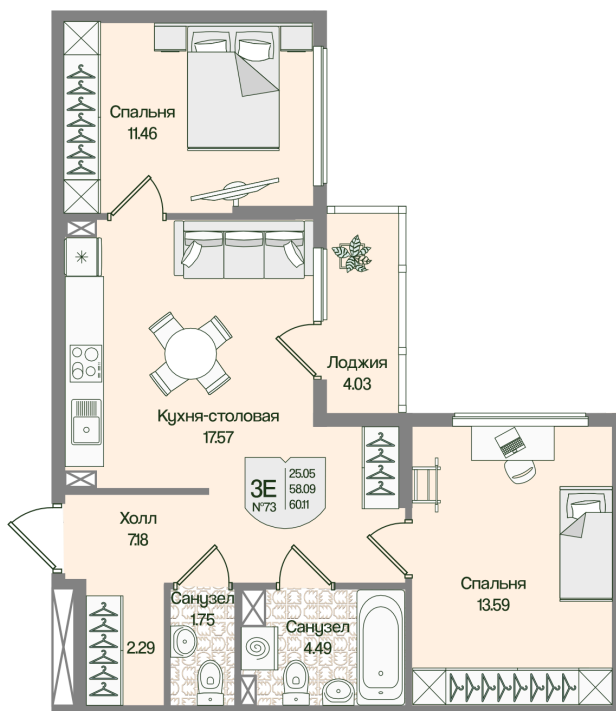 Спальня
11.46
Лоджия
4.03
Кухня-столовая
17.57
3Е
№73
25.05
58.09
60.11
Холл
7.18
Спальня
13.59
Санузел
1.75
Санузел
4.49
2.29